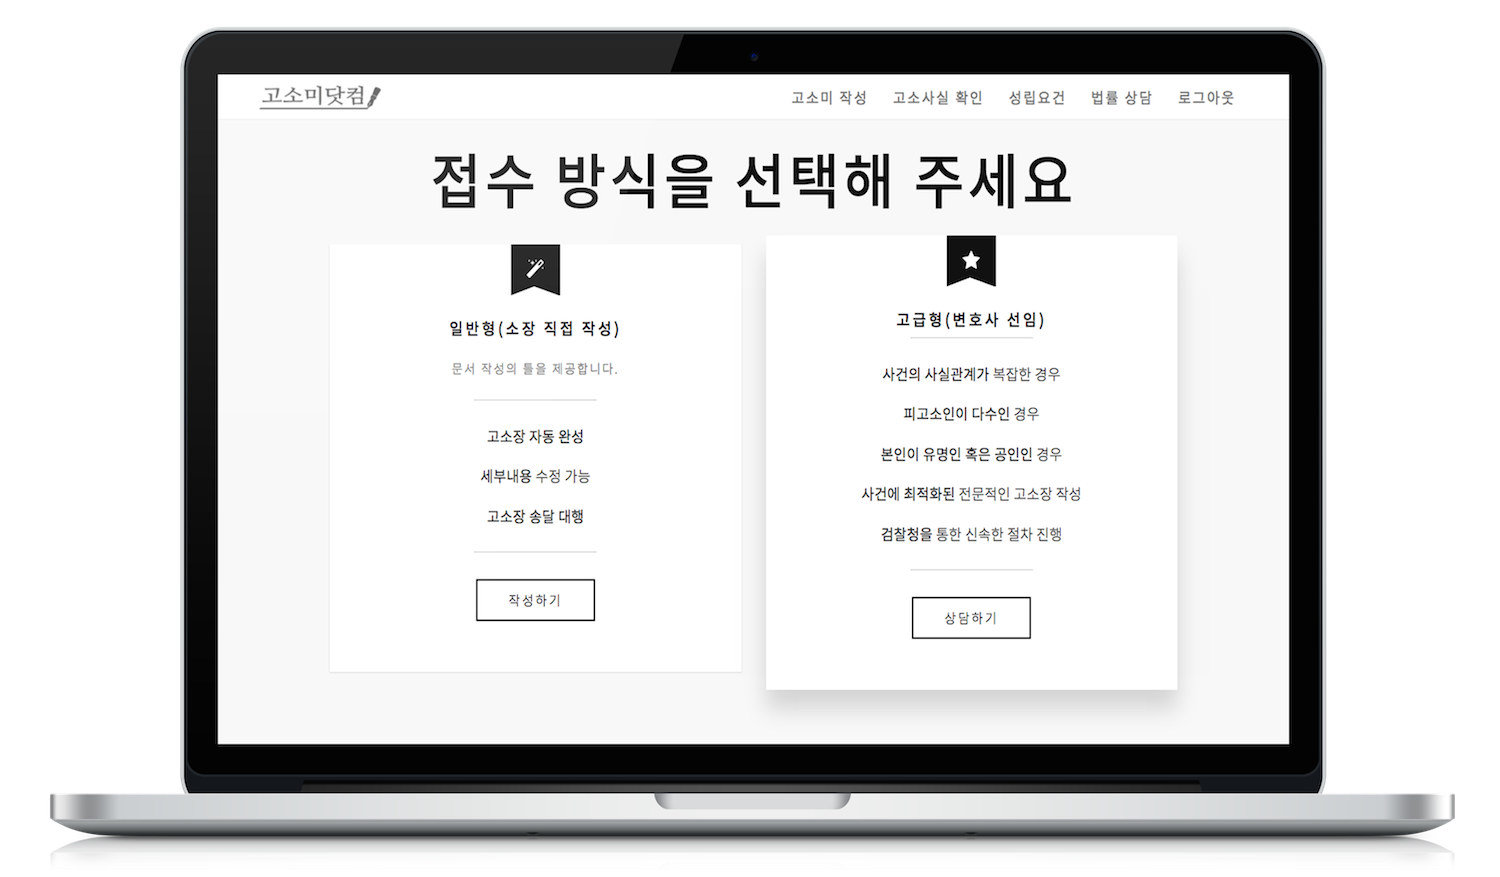 고소미닷컴
고소미 작성 고소사실 확인 성립요건 법률 상담 로그아웃
접수 방식을 선택해 주세요
일반형(소장 직접 작성)
문서 작성의 틀을 제공합니다.
고소장 자동 완성
세부내용 수정 가능
고소장 송달 대행
작성하기
고급형(변호사 선임)
사건의 사실관계가 복잡한 경우
피고소인이 다수인 경우
본인이 유명인 혹은 공인인 경우
사건에 최적화된 전문적인 고소장 작성
검찰청을 통한 신속한 절차 진행
상담하기